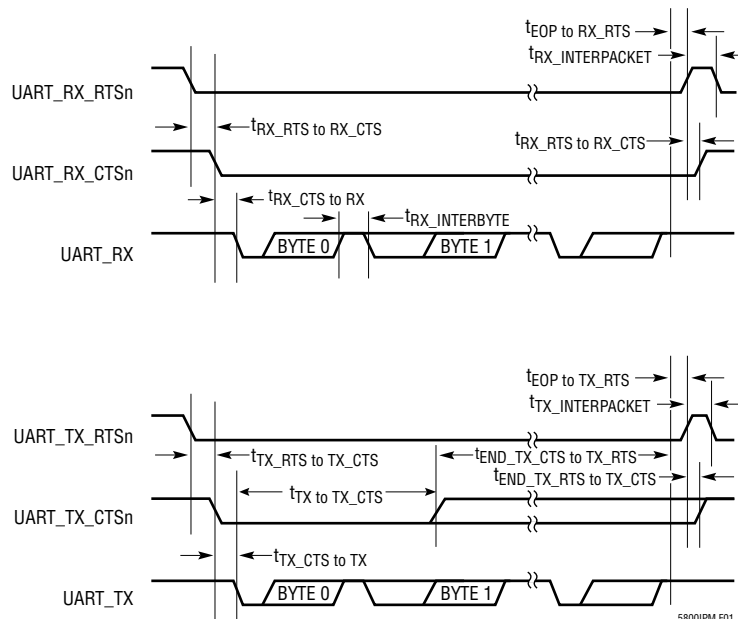 tEOP to RX_RTS
tRX_INTERPACKET
UART_RX_RTSn
tRX_RTS to RX_CTS
tRX_RTS to RX_CTS
UART_RX_CTSn
tRX_CTS to RX
tRX_INTERBYTE
UART_RX
BYTE 0
BYTE 1
tEOP to TX_RTS
tTX_INTERPACKET
UART_TX_RTSn
tTX_RTS to TX_CTS
tEND_TX_CTS to TX_RTS
tEND_TX_RTS to TX_CTS
tTX to TX_CTS
UART_TX_CTSn
tTX_CTS to TX
UART_TX
BYTE 0
BYTE 1
5800IPM F01